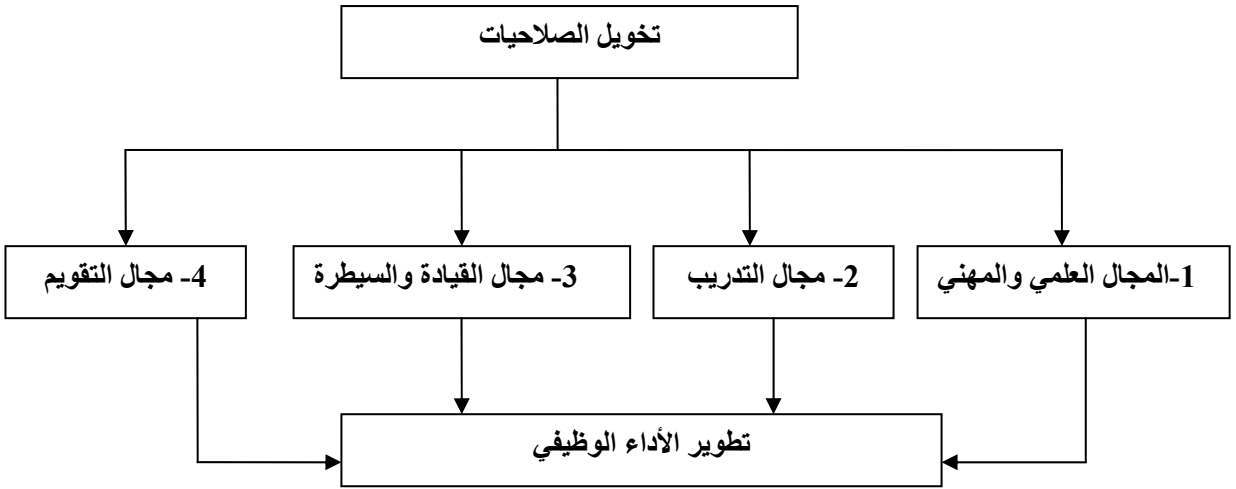 تخويل الصلاحيات
1-المجال العلمي والمهني
2- مجال التدريب
3- مجال القيادة والسيطرة
4- مجال التقويم
تطوير الأداء الوظيفي